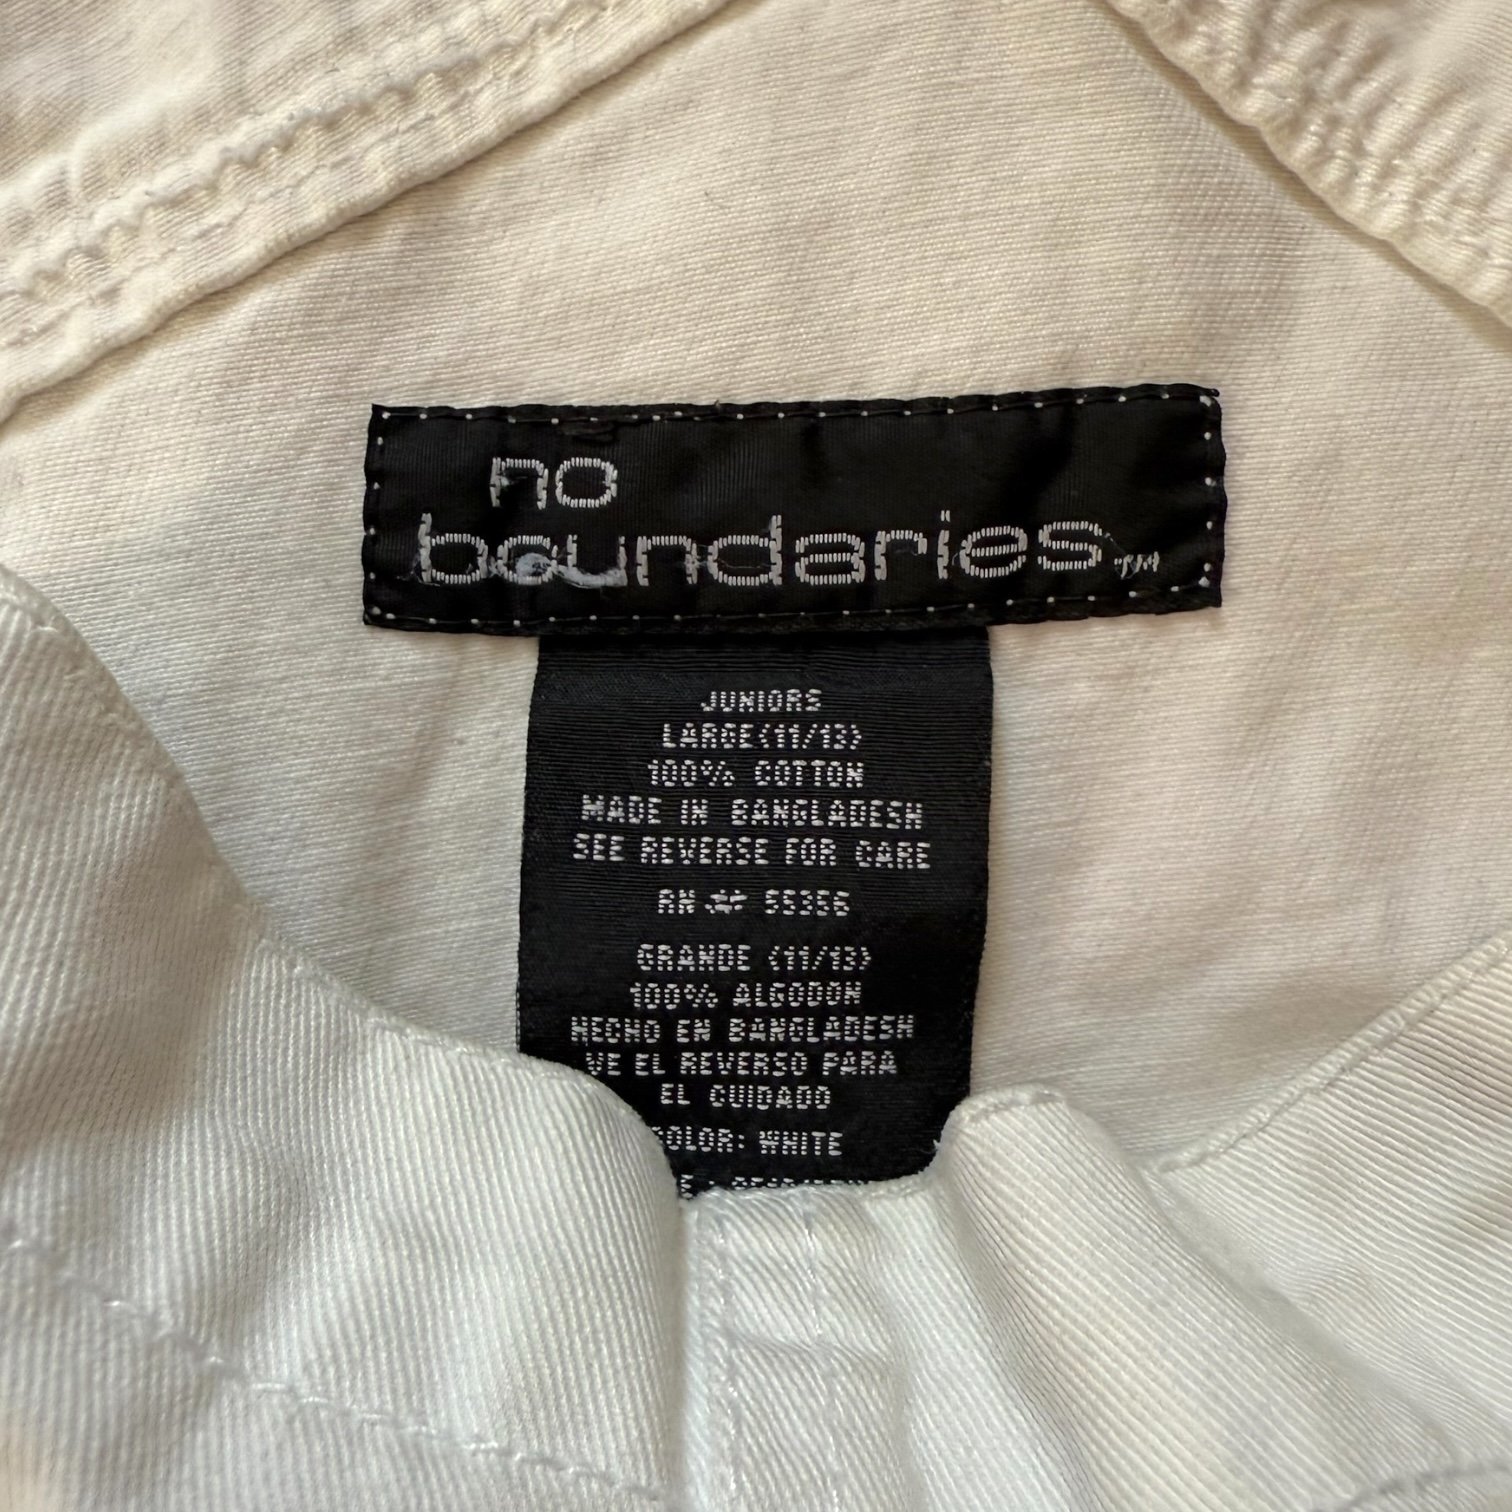 no
boundaries™
JUNIORS
LARGE(11/13)
100% COTTON
MADE IN BANGLADESH
SEE REVERSE FOR CARE
RN # 55356
GRANDE (11/13)
100% ALGODON
HECHO EN BANGLADESH
VE EL REVERSO PARA
EL CUIDADO
COLOR: WHITE